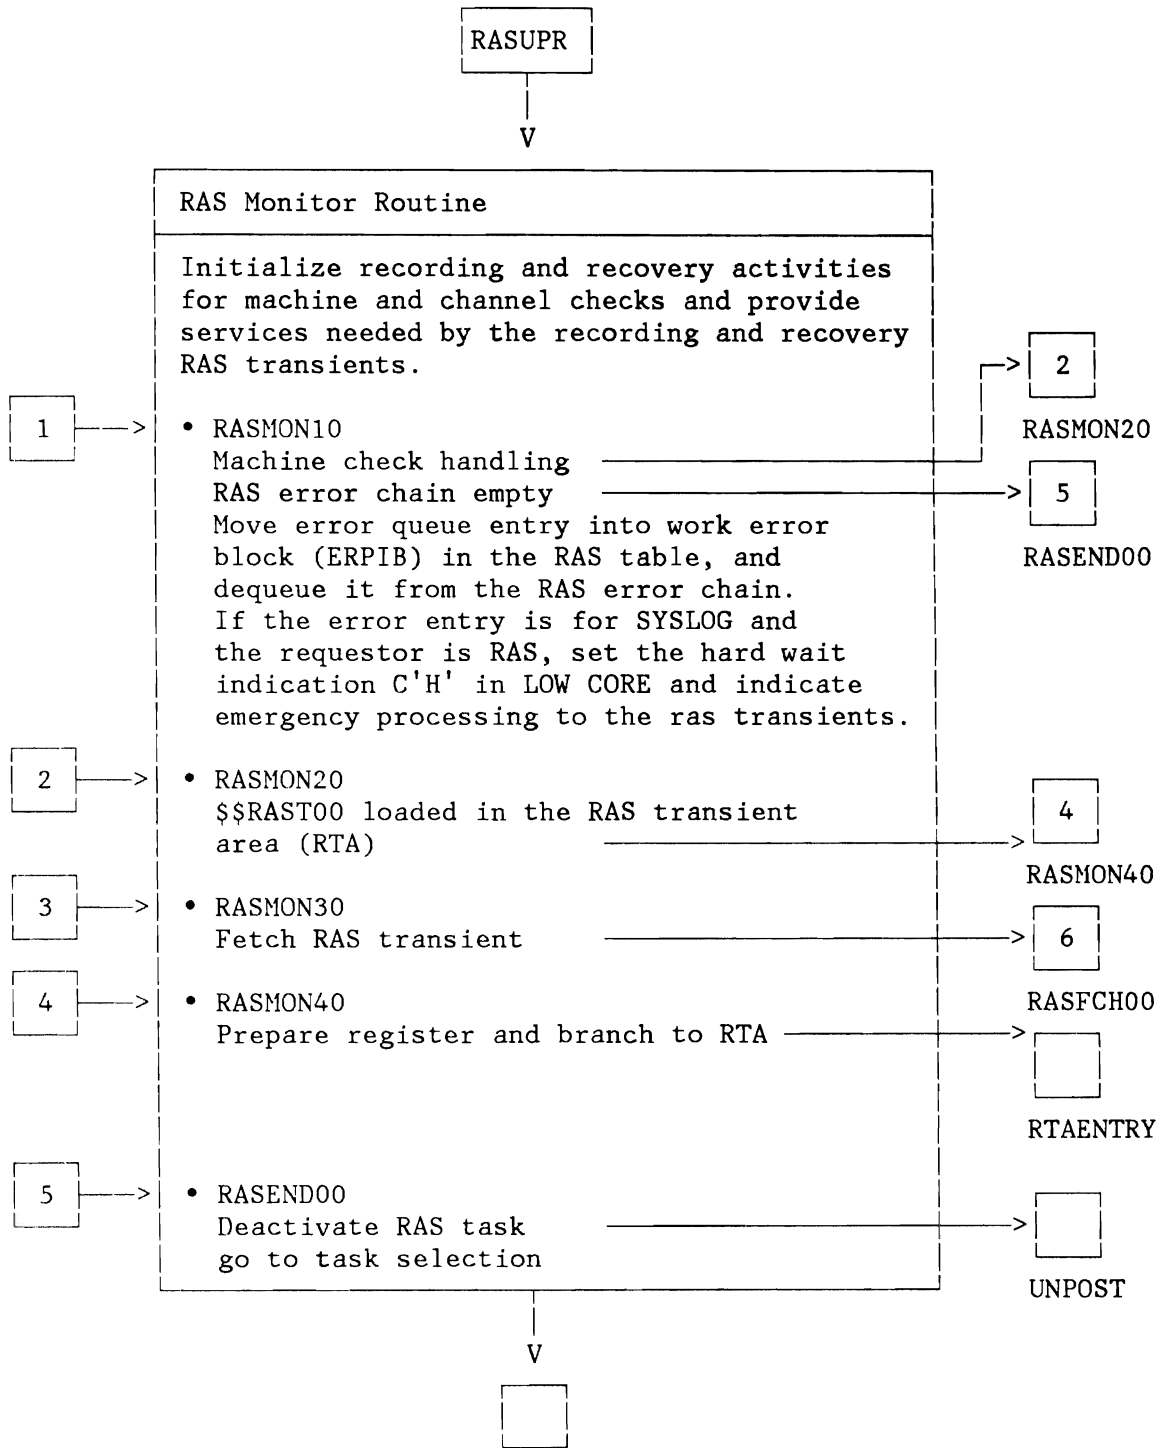 RASUPR
V
RAS Monitor Routine
Initialize recording and recovery activities
for machine and channel checks and provide
services needed by the recording and recovery
RAS transients.
2
RASMON20
1
• RASMON10
Machine check handling
RAS error chain empty
5
RASEND00
Move error queue entry into work error
block (ERPIB) in the RAS table, and
dequeue it from the RAS error chain.
If the error entry is for SYSLOG and
the requestor is RAS, set the hard wait
indication C'H' in LOW CORE and indicate
emergency processing to the ras transients.
2
• RASMON20
$$RAST00 loaded in the RAS transient
area (RTA)
4
RASMON40
3
• RASMON30
Fetch RAS transient
6
RASFCH00
4
• RASMON40
Prepare register and branch to RTA
RTAENTRY
5
• RASEND00
Deactivate RAS task
go to task selection
UNPOST
V